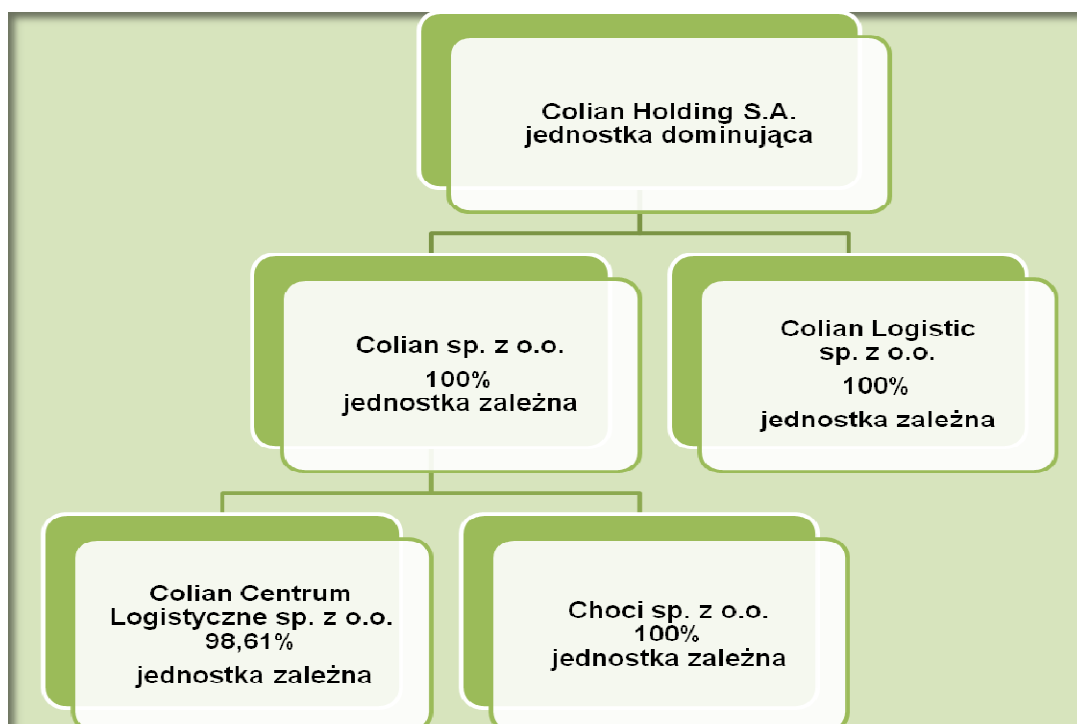 Colian Holding S.A.
jednostka dominująca
Colian sp. z o.o.
100%
jednostka zależna
Colian Logistic
sp. z o.o.
100%
jednostka zależna
Colian Centrum
Logistyczne sp. z o.o.
98,61%
jednostka zależna
Choci sp. z o.o.
100%
jednostka zależna